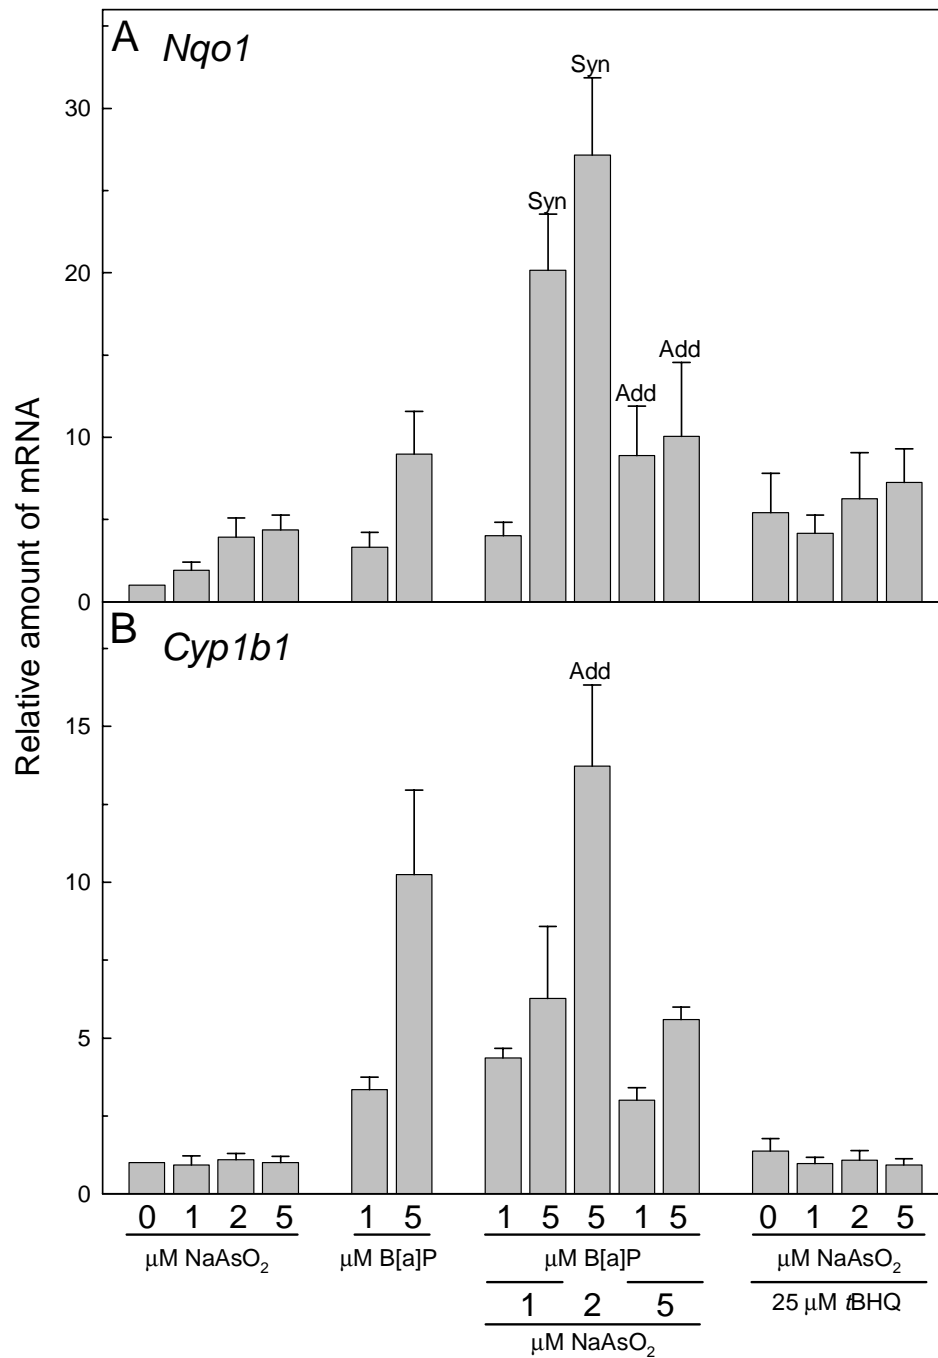 A Nqo1
Syn
Syn
Add
Add
30
20
10
0
Relative amount of mRNA
B Cyp1b1
Add
15
10
5
0
0 1 2 5 1 5 1 5 5 1 5 0 1 2 5
μM NaAsO₂ μM B[a]P μM B[a]P μM NaAsO₂
1 2 5 25 μM tBHQ
μM NaAsO₂